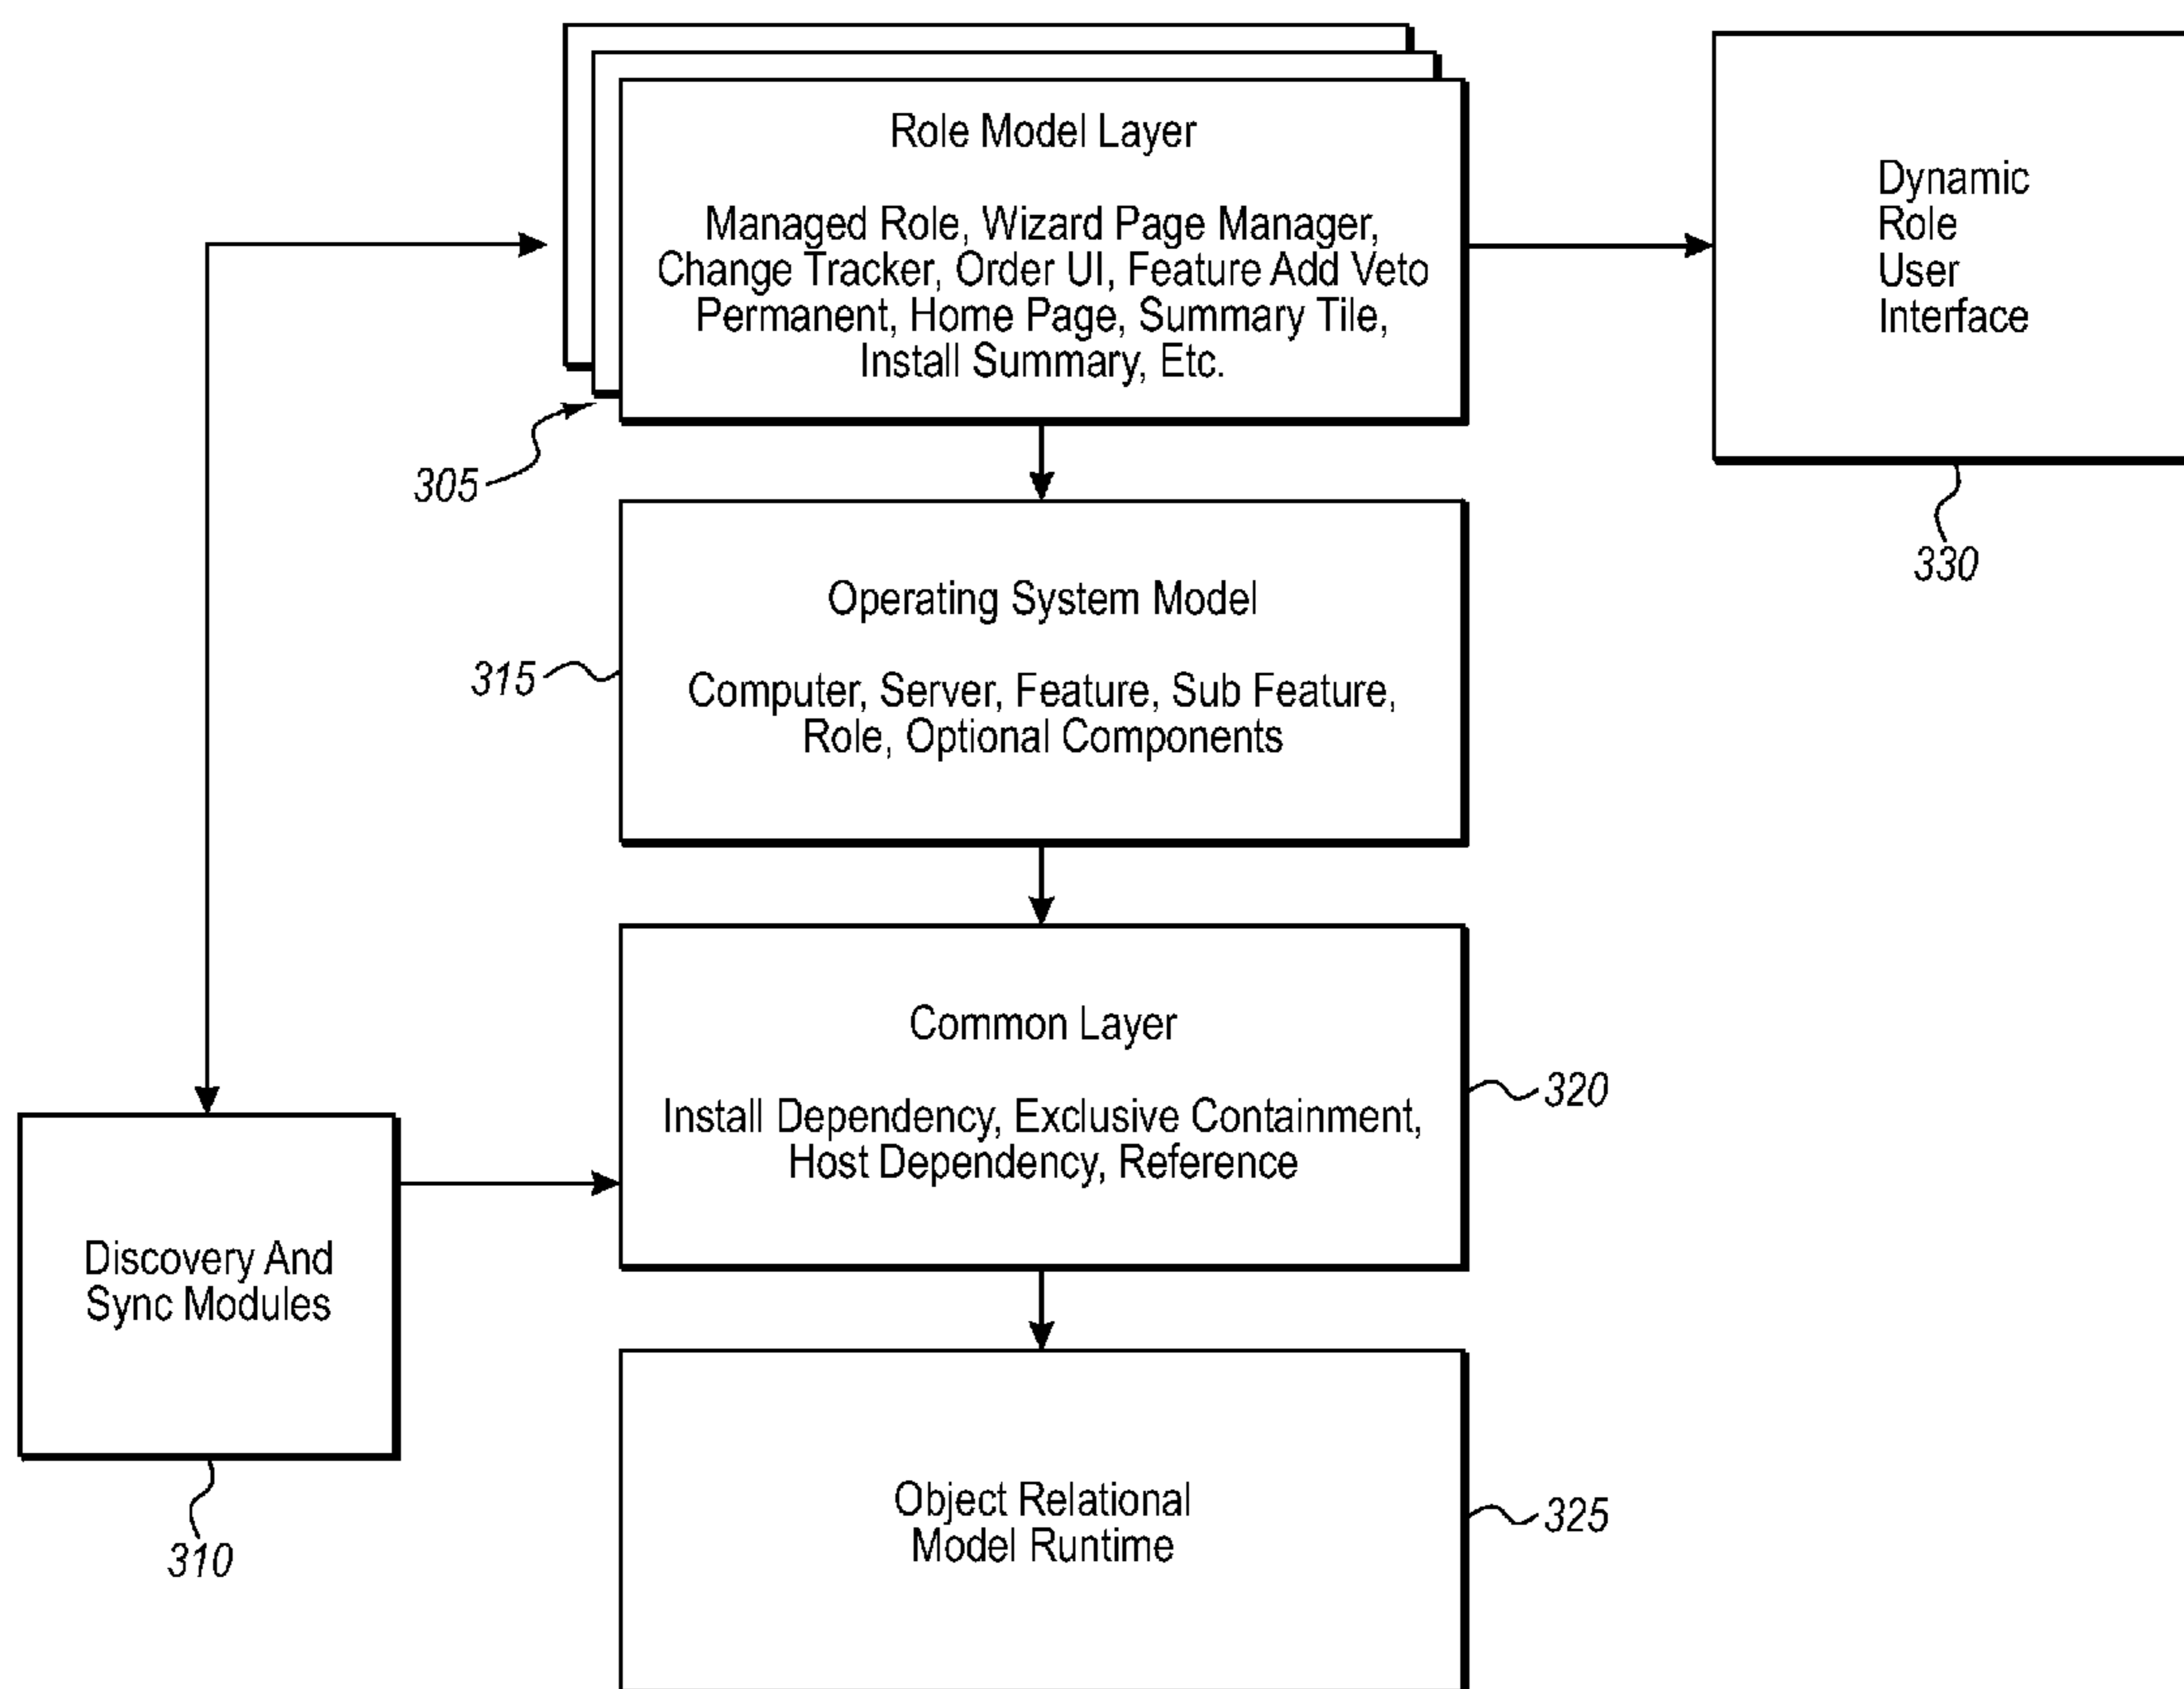 Role Model Layer
Managed Role, Wizard Page Manager,
Change Tracker, Order UI, Feature Add Veto
Permanent, Home Page, Summary Tile,
Install Summary, Etc.
305
Dynamic
Role
User
Interface
330
Operating System Model
Computer, Server, Feature, Sub Feature,
Role, Optional Components
315
Common Layer
Install Dependency, Exclusive Containment,
Host Dependency, Reference
320
Discovery And
Sync Modules
310
Object Relational
Model Runtime
325